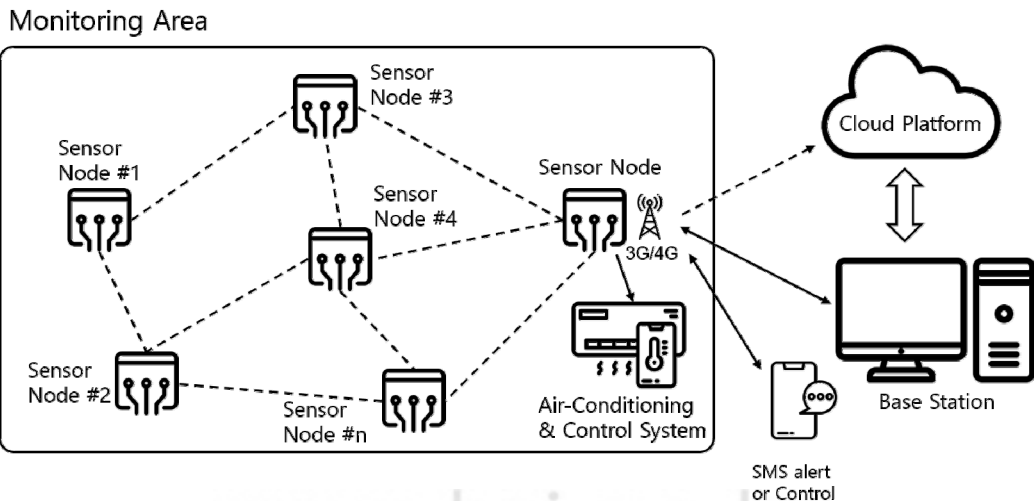 Monitoring Area
Sensor
Node #3
Cloud Platform
Sensor
Node #1
Sensor Node
Sensor
Node #4
3G/4G
Sensor
Node #2
Sensor
Node #n
Air-Conditioning
& Control System
Base Station
SMS alert
or Control